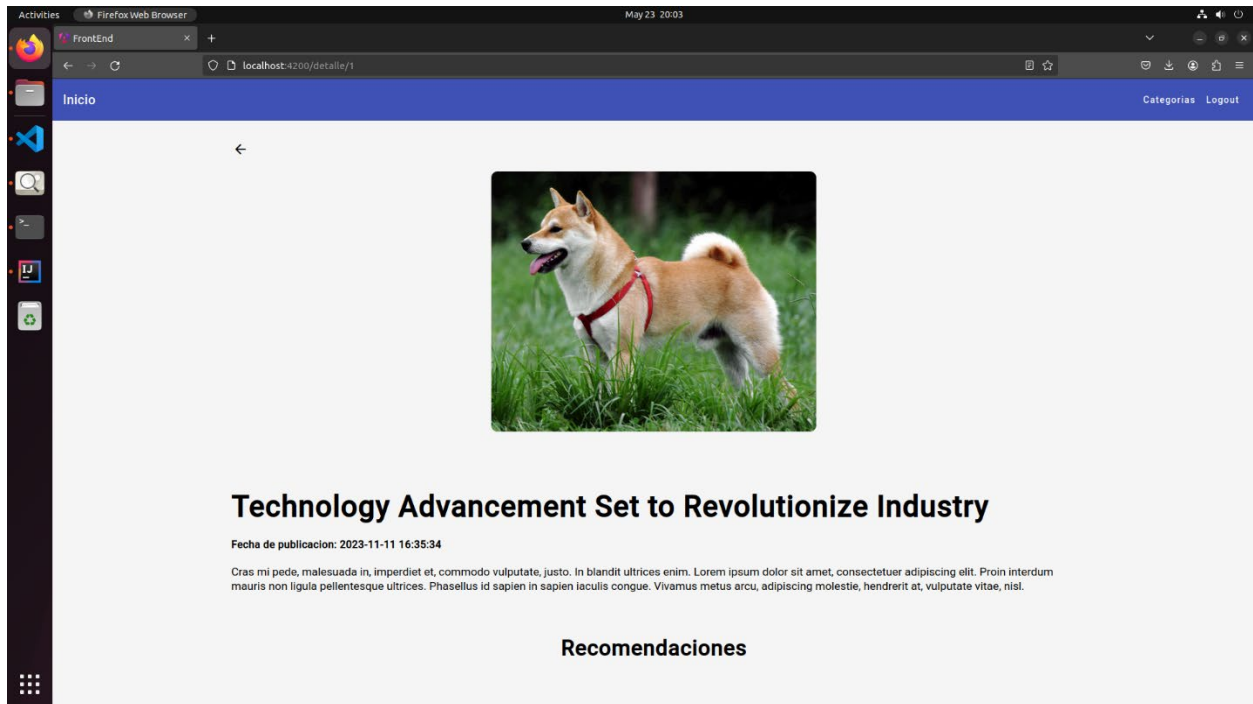 Activities
Firefox Web Browser
May 23 20:03
FrontEnd
localhost:4200/detalle/1
Inicio
Categorias
Logout
Technology Advancement Set to Revolutionize Industry
Fecha de publicacion: 2023-11-11 16:35:34
Cras mi pede, malesuada in, imperdiet et, commodo vulputate, justo. In blandit ultrices enim. Lorem ipsum dolor sit amet, consectetuer adipiscing elit. Proin interdum
mauris non ligula pellentesque ultrices. Phasellus id sapien in sapien iaculis congue. Vivamus metus arcu, adipiscing molestie, hendrerit at, vulputate vitae, nisl.
Recomendaciones
IJ